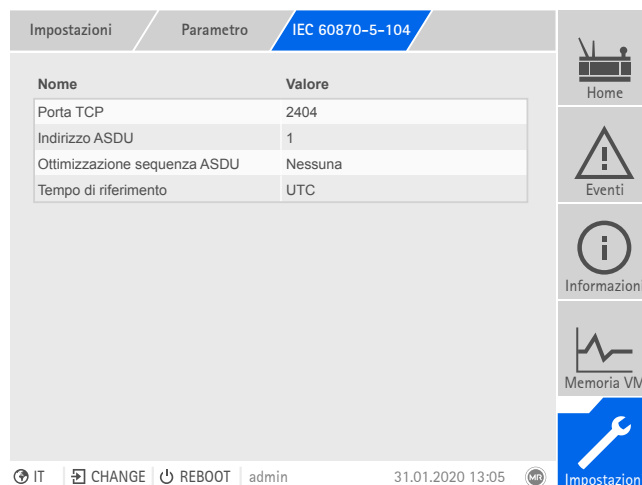 Impostazioni Parametro IEC 60870-5-104
Nome Valore
Porta TCP 2404
Indirizzo ASDU 1
Ottimizzazione sequenza ASDU Nessuna
Tempo di riferimento UTC
Home
Eventi
Informazion
Memoria VM
Impostazion
IT CHANGE REBOOT admin 31.01.2020 13:05 MR